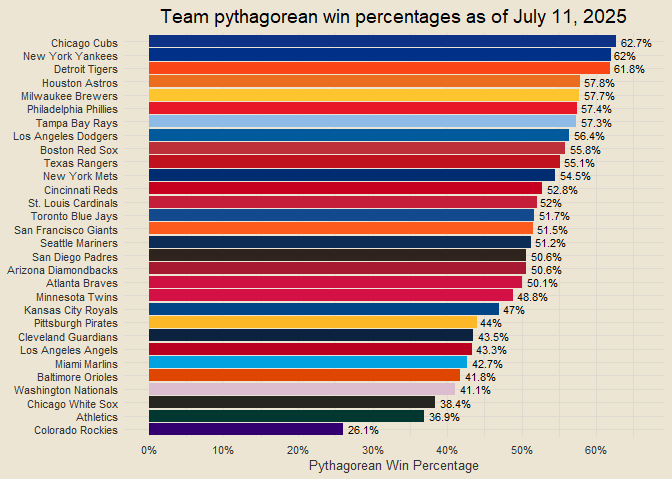 Team pythagorean win percentages as of July 11, 2025
Chicago Cubs 62.7%
New York Yankees 62%
Detroit Tigers 61.8%
Houston Astros 57.8%
Milwaukee Brewers 57.7%
Philadelphia Phillies 57.4%
Tampa Bay Rays 57.3%
Los Angeles Dodgers 56.4%
Boston Red Sox 55.8%
Texas Rangers 55.1%
New York Mets 54.5%
Cincinnati Reds 52.8%
St. Louis Cardinals 52%
Toronto Blue Jays 51.7%
San Francisco Giants 51.5%
Seattle Mariners 51.2%
San Diego Padres 50.6%
Arizona Diamondbacks 50.6%
Atlanta Braves 50.1%
Minnesota Twins 48.8%
Kansas City Royals 47%
Pittsburgh Pirates 44%
Cleveland Guardians 43.5%
Los Angeles Angels 43.3%
Miami Marlins 42.7%
Baltimore Orioles 41.8%
Washington Nationals 41.1%
Chicago White Sox 38.4%
Athletics 36.9%
Colorado Rockies 26.1%
0% 10% 20% 30% 40% 50% 60%
Pythagorean Win Percentage